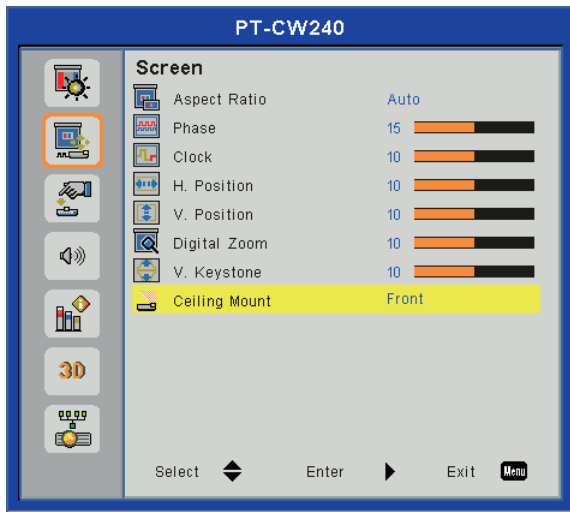 PT-CW240
Screen
Aspect Ratio Auto
Phase 15
Clock 10
H. Position 10
V. Position 10
Digital Zoom 10
V. Keystone 10
Ceiling Mount Front
3D
Select Enter Exit Menu